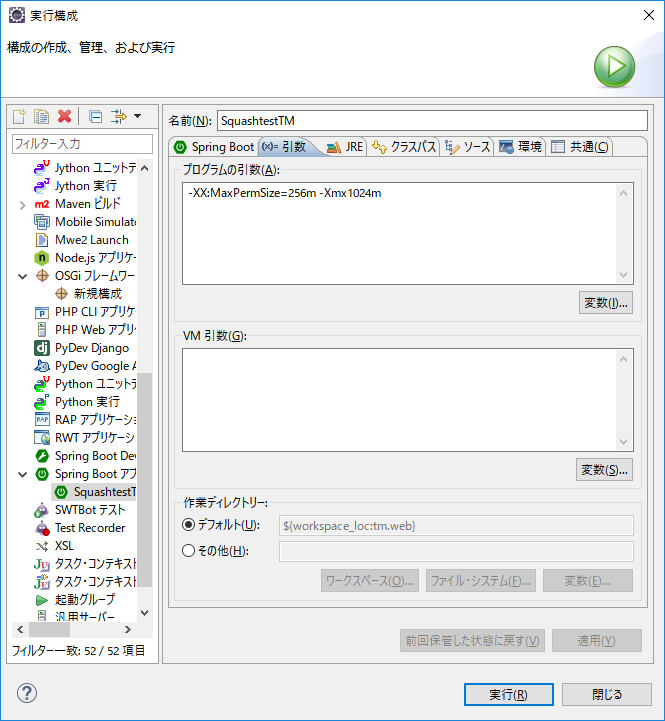 実行構成
構成の作成、管理、および実行
フィルター入力
Jython ユニットテ
Jython 実行
Maven ビルド
Mobile Simulato
Mwe2 Launch
Node.js アプリケー
OSGi フレームワー
新規構成
PHP CLI アプリケ
PHP Web アプリ
PyDev Django
PyDev Google A
Python ユニットテ
Python 実行
RAP アプリケーショ
RWT アプリケーシ
Spring Boot Dev
Spring Boot アプ
SquashtestT
SWTBot テスト
Test Recorder
XSL
タスク・コンテキスト
タスク・コンテキスト
起動グループ
汎用サーバー
フィルター一致: 52 / 52 項目
名前(N): SquashtestTM
Spring Boot (x)= 引数 JRE クラスパス ソース 環境 共通(C)
プログラムの引数(A):
-XX:MaxPermSize=256m -Xmx1024m
変数(I)...
VM 引数(G):
変数(S)...
作業ディレクトリー:
デフォルト(U): ${workspace_loc:tm.web}
その他(H):
ワークスペース(O)... ファイル・システム(F)... 変数(E)...
前回保管した状態に戻す(V) 適用(Y)
実行(R) 閉じる